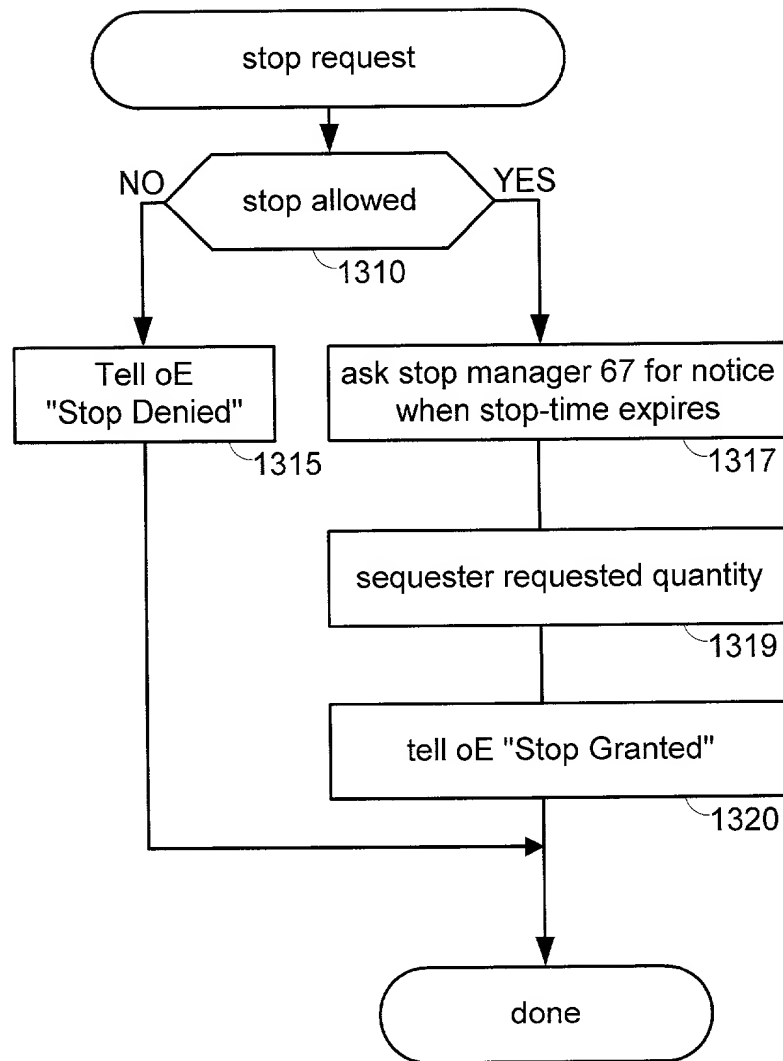 stop request
NO
YES
stop allowed
1310
Tell oE
"Stop Denied"
1315
ask stop manager 67 for notice
when stop-time expires
1317
sequester requested quantity
1319
tell oE "Stop Granted"
1320
done